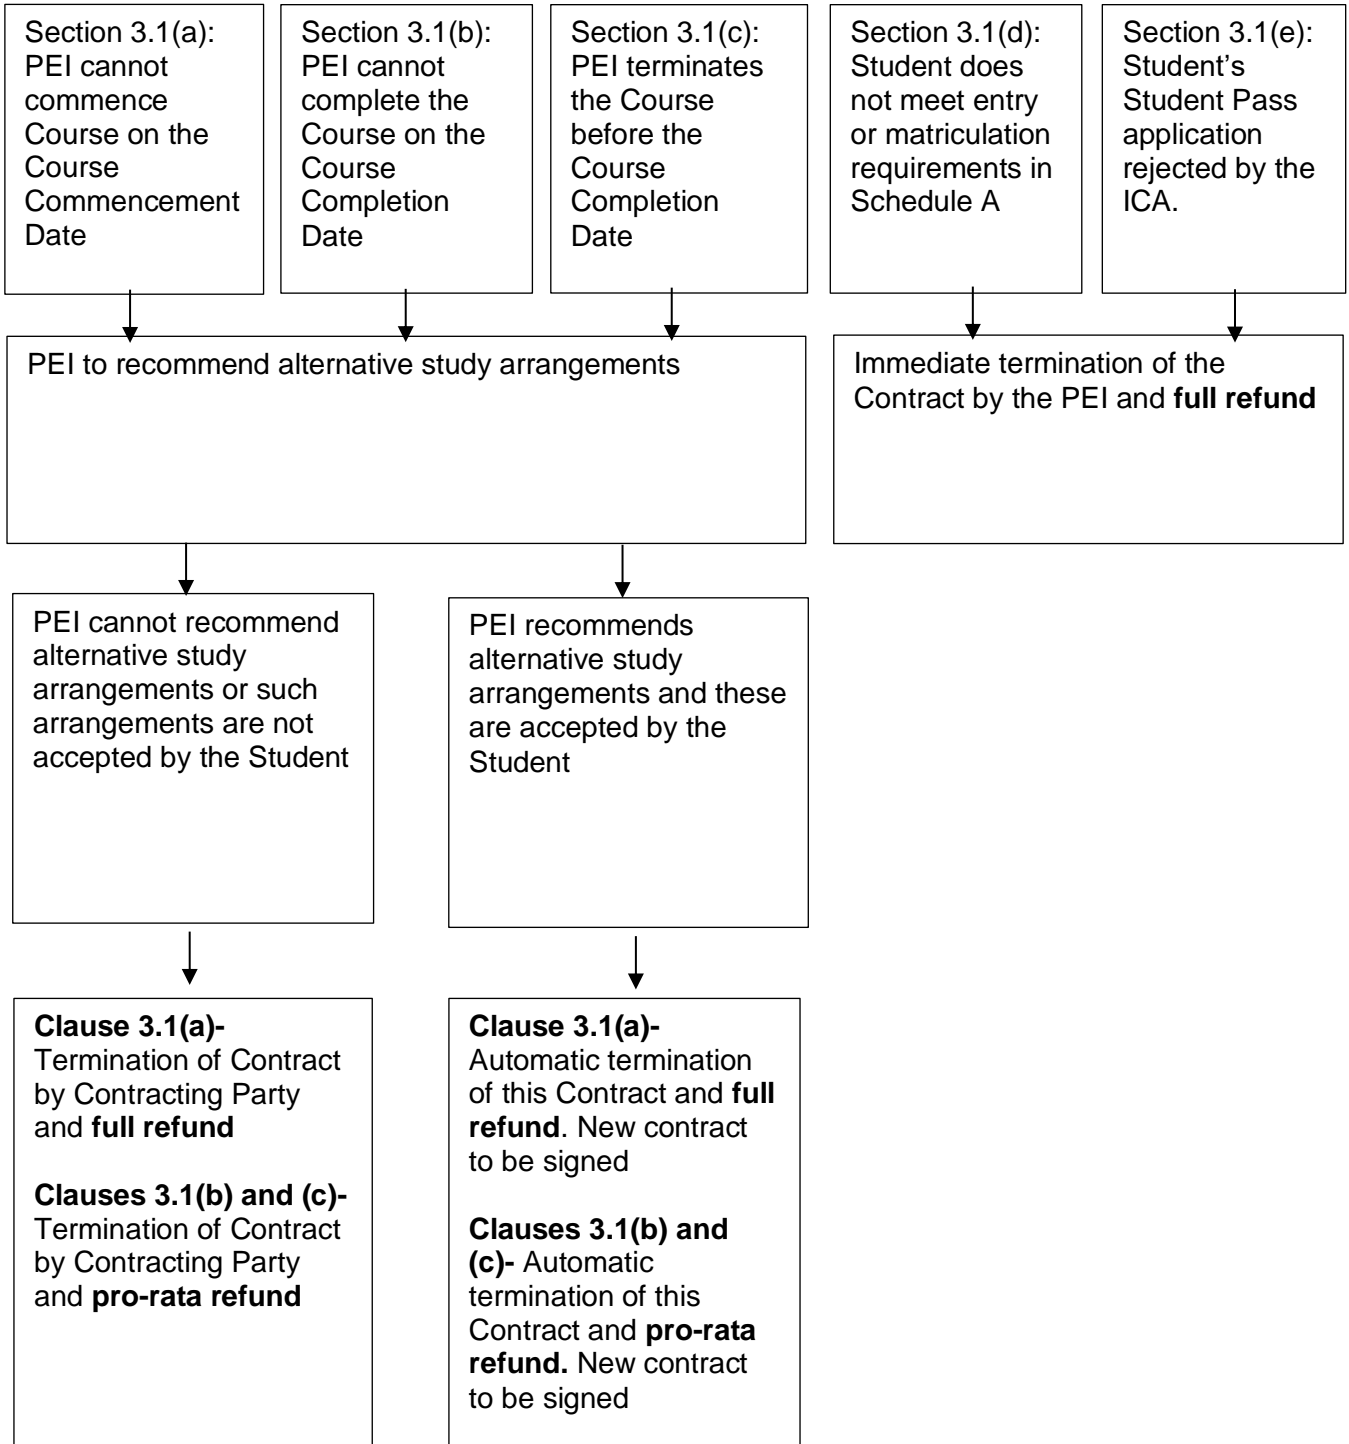 Section 3.1(a):
PEI cannot
commence
Course on the
Course
Commencement
Date
Section 3.1(b):
PEI cannot
complete the
Course on the
Course
Completion
Date
Section 3.1(c):
PEI terminates
the Course
before the
Course
Completion
Date
Section 3.1(d):
Student does
not meet entry
or matriculation
requirements in
Schedule A
Section 3.1(e):
Student’s
Student Pass
application
rejected by the
ICA.
PEI to recommend alternative study arrangements
Immediate termination of the
Contract by the PEI and full refund
PEI cannot recommend
alternative study
arrangements or such
arrangements are not
accepted by the Student
PEI recommends
alternative study
arrangements and these
are accepted by the
Student
Clause 3.1(a)-
Termination of Contract
by Contracting Party
and full refund
Clauses 3.1(b) and (c)-
Termination of Contract
by Contracting Party
and pro-rata refund
Clause 3.1(a)-
Automatic termination
of this Contract and full
refund. New contract
to be signed
Clauses 3.1(b) and
(c)- Automatic
termination of this
Contract and pro-rata
refund. New contract
to be signed